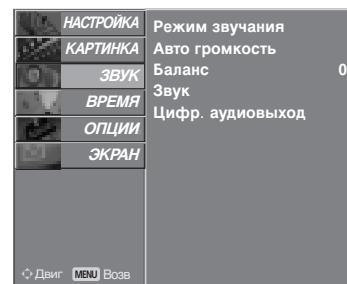 НАСТРОЙКА
КАРТИНКА
ЗВУК
ВРЕМЯ
ОПЦИИ
ЭКРАН
Режим звучания
Авто громкость
Баланс 0
Звук
Цифр. аудиовыход
Двиг MENU Возв